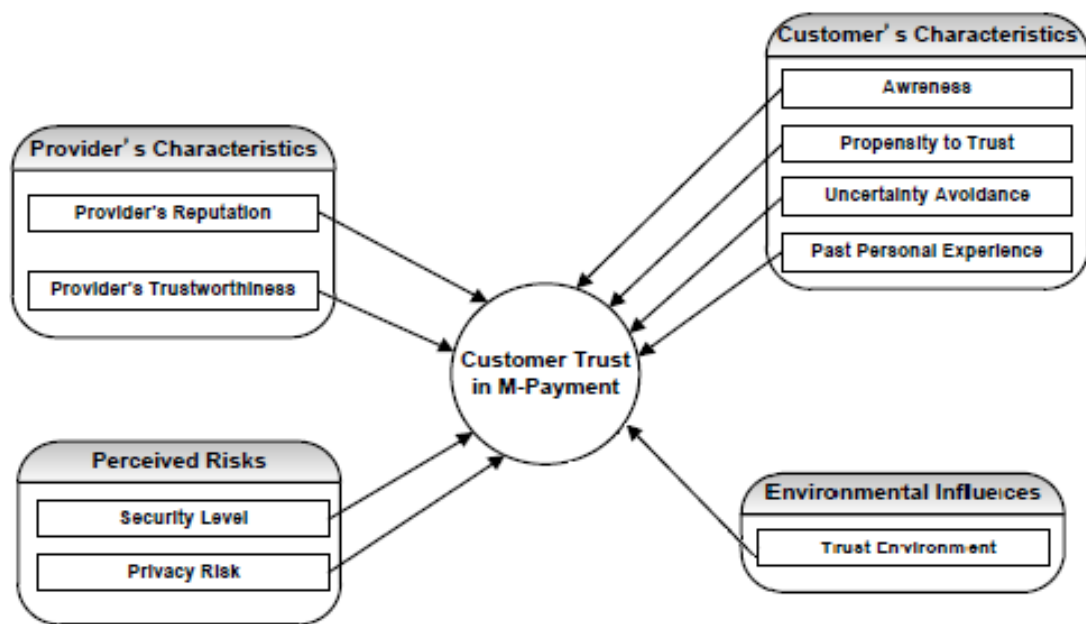 Customer's Characteristics
Awreness
Propensity to Trust
Uncertainty Avoidance
Past Personal Experience
Provider's Characteristics
Provider's Reputation
Provider's Trustworthiness
Customer Trust
in M-Payment
Perceived Risks
Security Level
Privacy Risk
Environmental Influeices
Trust Environment